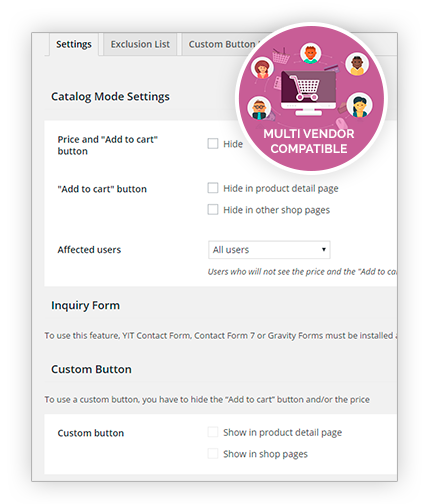 Settings Exclusion List Custom Button
MULTI VENDOR
COMPATIBLE
Catalog Mode Settings
Price and "Add to cart"
button
Hide
"Add to cart" button
Hide in product detail page
Hide in other shop pages
Affected users
All users
Users who will not see the price and the "Add to
Inquiry Form
To use this feature, YIT Contact Form, Contact Form 7 or Gravity Forms must be installed
Custom Button
To use a custom button, you have to hide the "Add to cart" button and/or the price
Custom button
Show in product detail page
Show in shop pages